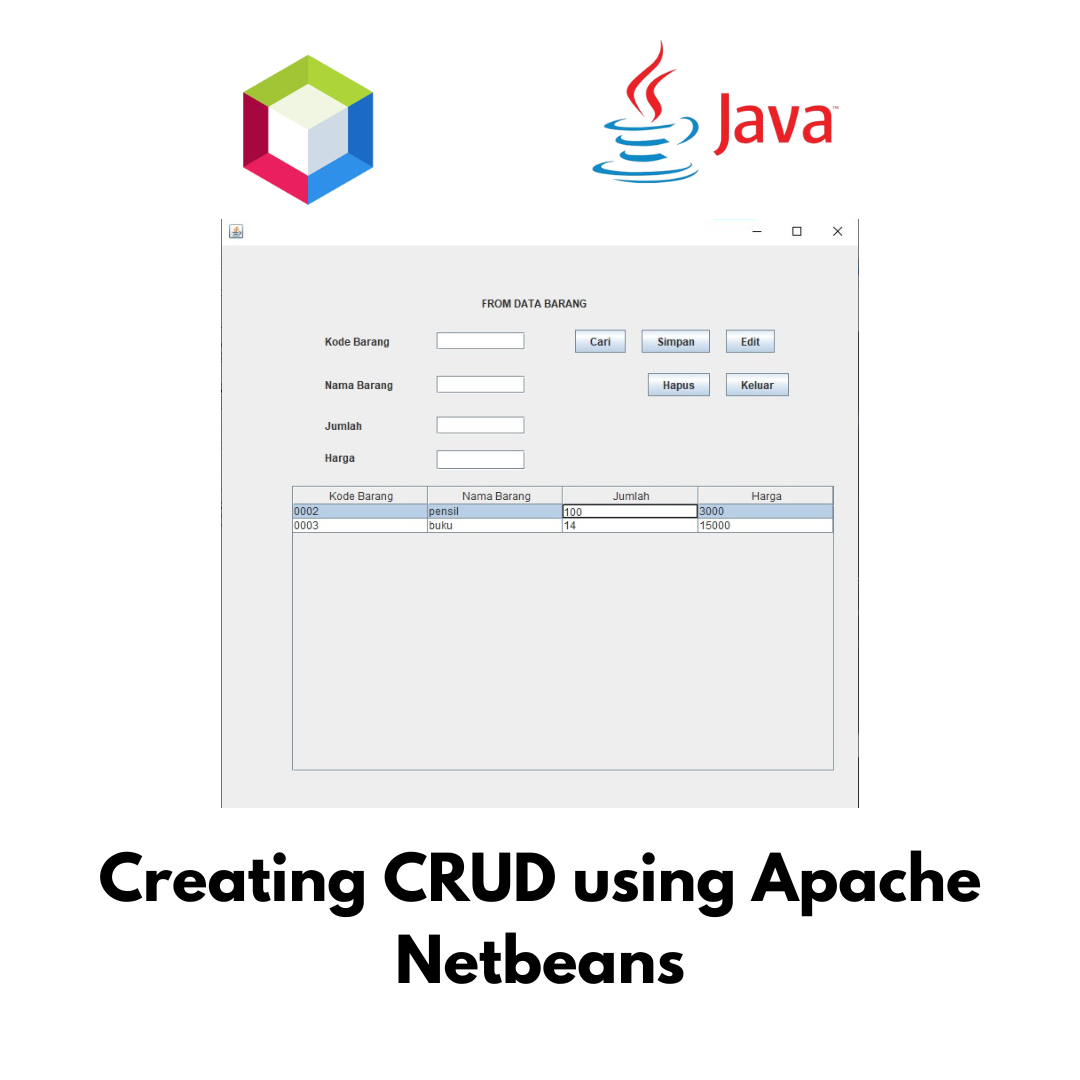 Java™
FROM DATA BARANG
Kode Barang
Cari Simpan Edit
Nama Barang
Hapus Keluar
Jumlah
Harga
Kode Barang Nama Barang Jumlah Harga
0002 pensil 100 3000
0003 buku 14 15000
Creating CRUD using Apache
Netbeans